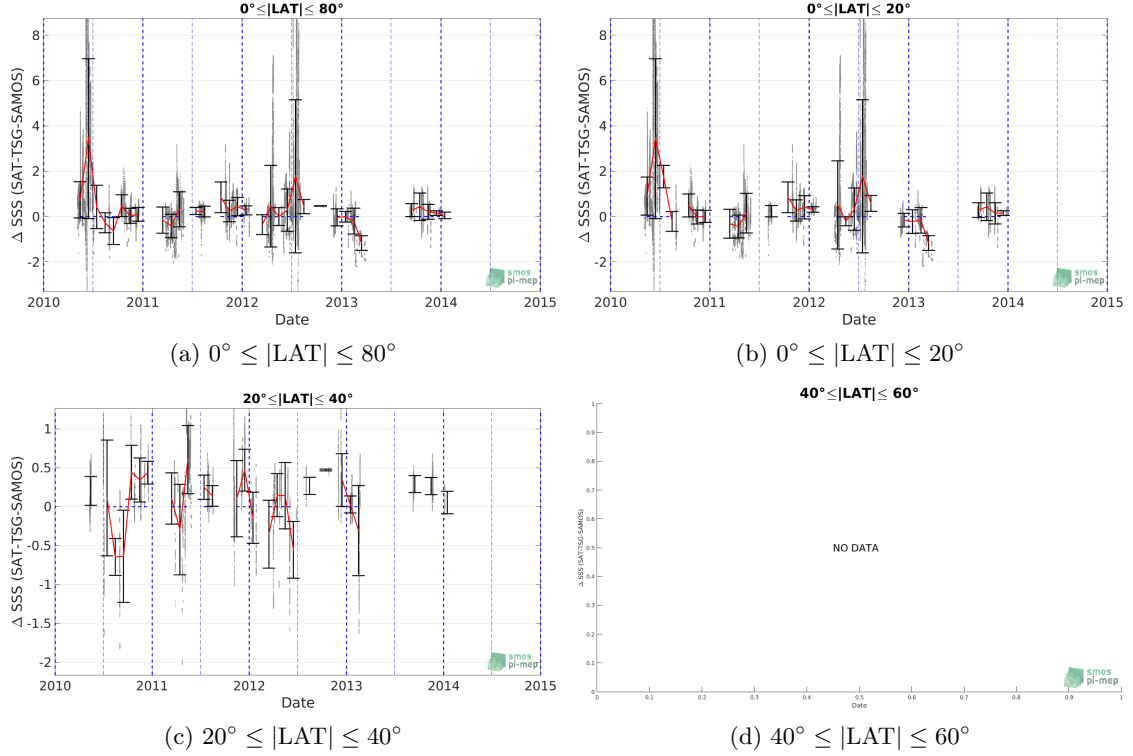 0°≤|LAT|≤ 80°
Δ SSS (SAT-TSG-SAMOS)
8
6
4
2
0
-2
2010 2011 2012 2013 2014 2015
Date
smos
pi-mep
(a) 0° ≤ |LAT| ≤ 80°
0°≤|LAT|≤ 20°
Δ SSS (SAT-TSG-SAMOS)
8
6
4
2
0
-2
2010 2011 2012 2013 2014 2015
Date
smos
pi-mep
(b) 0° ≤ |LAT| ≤ 20°
20°≤|LAT|≤ 40°
Δ SSS (SAT-TSG-SAMOS)
1
0.5
0
-0.5
-1
-1.5
-2
2010 2011 2012 2013 2014 2015
Date
smos
pi-mep
(c) 20° ≤ |LAT| ≤ 40°
40°≤|LAT|≤ 60°
Δ SSS (SAT-TSG-SAMOS)
1
0.9
0.8
0.7
0.6
0.5
0.4
0.3
0.2
0.1
0
NO DATA
0 0.1 0.2 0.3 0.4 0.5 0.6 0.7 0.8 0.9 1
Date
smos
pi-mep
(d) 40° ≤ |LAT| ≤ 60°